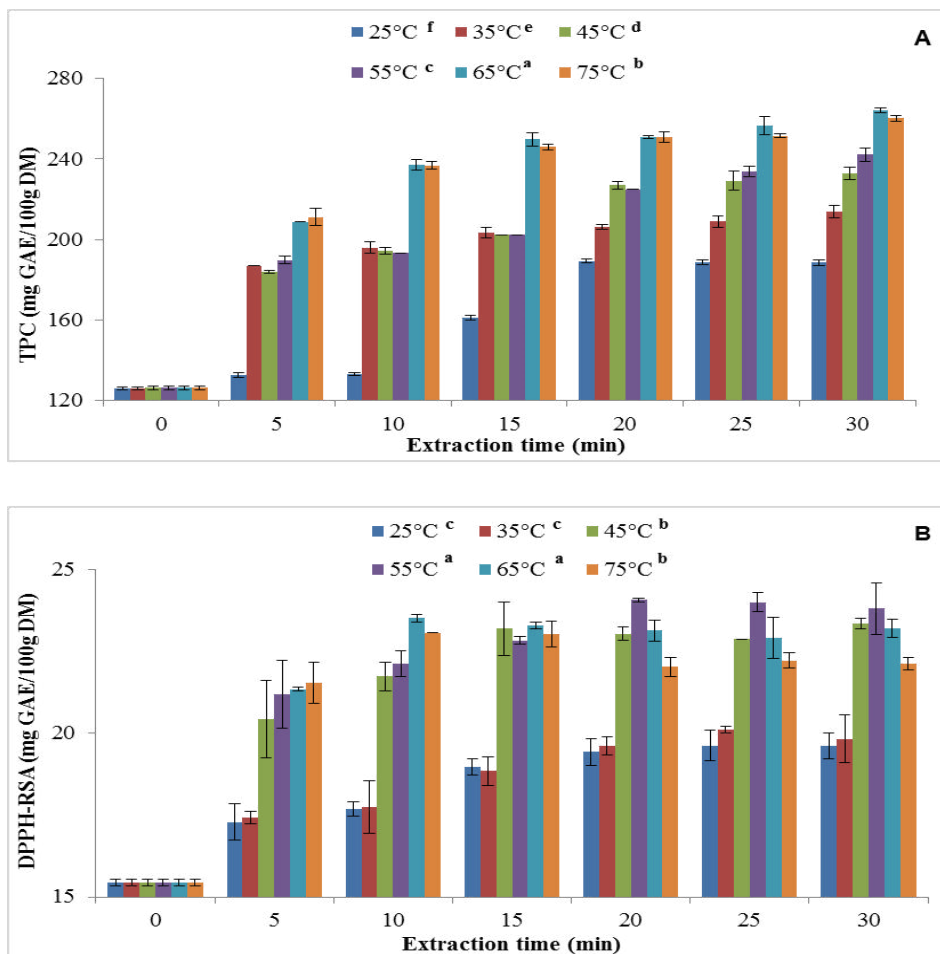 25°C f 35°C e 45°C d A
55°C c 65°C a 75°C b
280
240
200
160
120
TPC (mg GAE/100g DM)
0 5 10 15 20 25 30
Extraction time (min)
25°C c 35°C c 45°C b B
55°C a 65°C a 75°C b
25
20
15
DPPH-RSA (mg GAE/100g DM)
0 5 10 15 20 25 30
Extraction time (min)